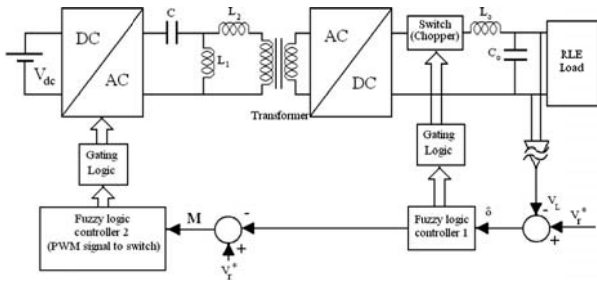 DC
AC
V dc
C
L1
L2
Transformer
AC
DC
Switch
(Chopper)
Lo
Co
RLE
Load
Gating
Logic
Gating
Logic
Fuzzy logic
controller 2
(PWM signal to switch)
M
-
+
Vr*
Fuzzy logic
controller 1
δ
VL
-
+
Vr*